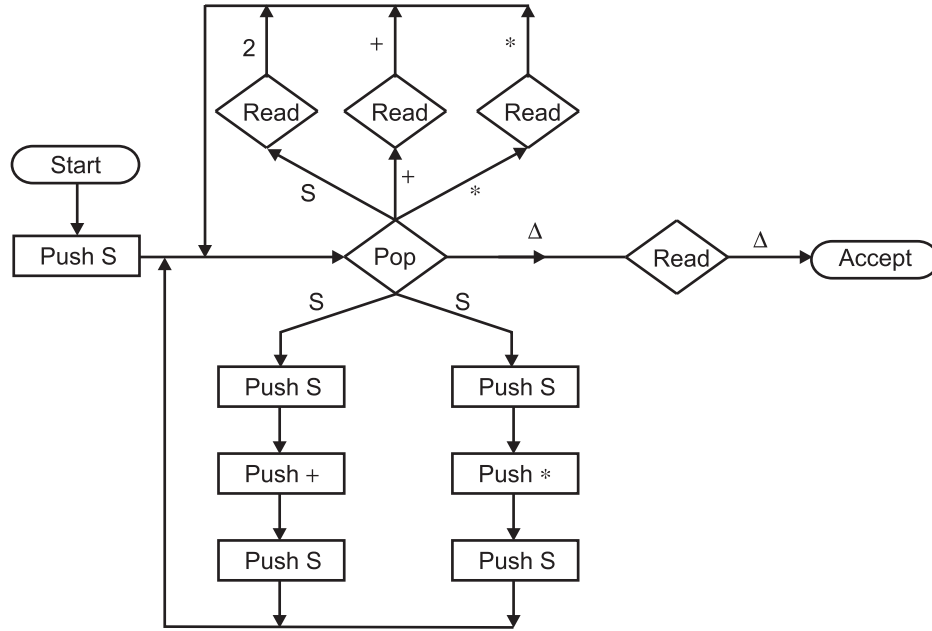 2
+
*
Read
Read
Read
Start
S
+
*
Push S
Pop
Δ
Read
Δ
Accept
S
S
Push S
Push S
Push +
Push *
Push S
Push S